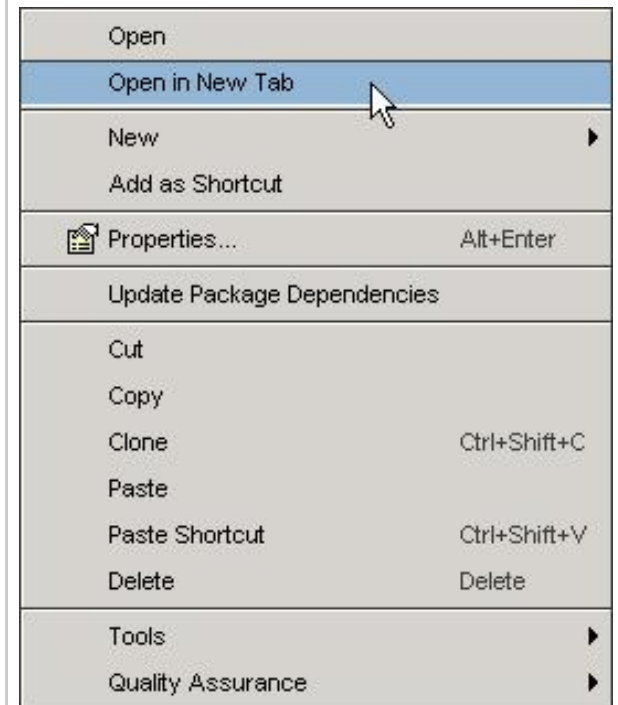 Open
Open in New Tab
New
Add as Shortcut
Properties... Alt+Enter
Update Package Dependencies
Cut
Copy
Clone Ctrl+Shift+C
Paste
Paste Shortcut Ctrl+Shift+V
Delete Delete
Tools
Quality Assurance